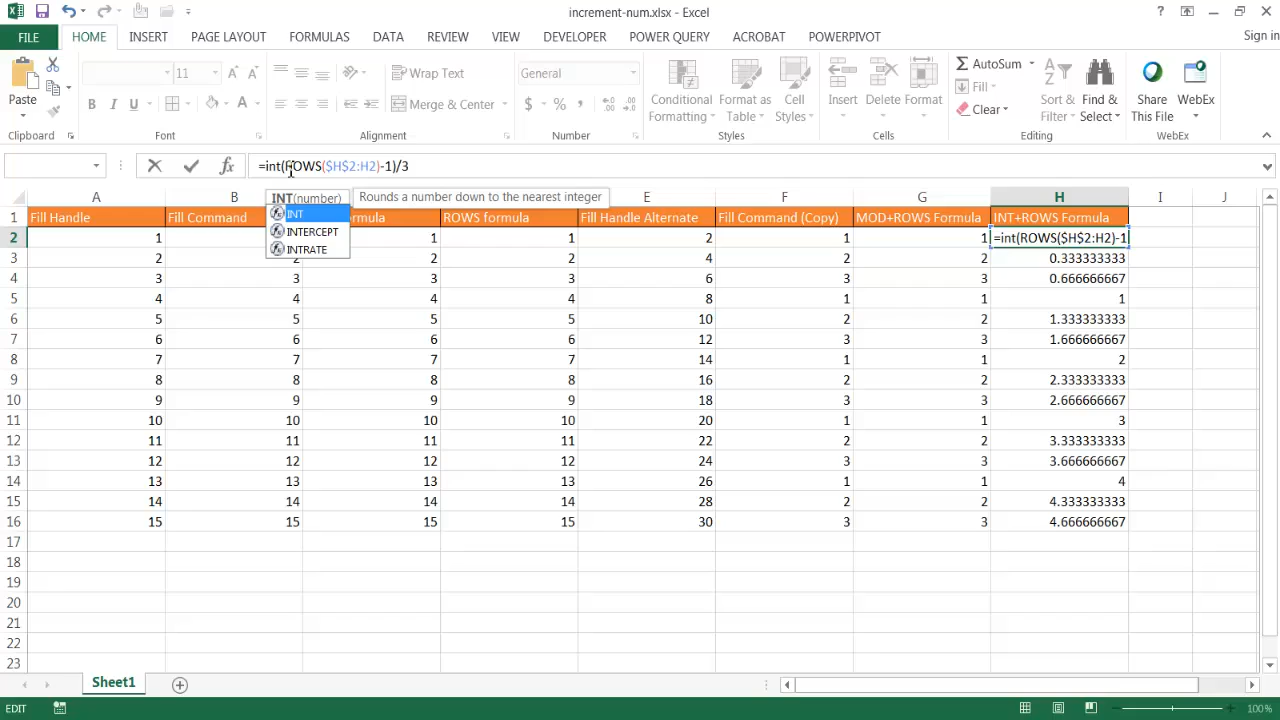 increment-num.xlsx - Excel
?
FILE HOME INSERT PAGE LAYOUT FORMULAS DATA REVIEW VIEW DEVELOPER POWER QUERY ACROBAT POWERPIVOT Sign in
Paste
11 A A
Wrap Text
General
Conditional Formatting
Format as Table
Cell Styles
Insert
Delete
Format
AutoSum
Fill
Clear
Sort & Filter
Find & Select
Share This File
WebEx
B I U A
Merge & Center
$ % ,
Clipboard Font Alignment Number Styles Cells Editing
fx =int(ROWS($H$2:H2)-1)/3
INT(number) Rounds a number down to the nearest integer
INT
INTERCEPT
INTRATE
A B E F G H I J
1 Fill Handle Fill Command ormula ROWS formula Fill Handle Alternate Fill Command (Copy) MOD+ROWS Formula INT+ROWS Formula
2 1 1 1 2 1 1 =int(ROWS($H$2:H2)-1
3 2 2 2 2 4 2 2 0.333333333
4 3 3 3 3 6 3 3 0.666666667
5 4 4 4 4 8 1 1 1
6 5 5 5 5 10 2 2 1.333333333
7 6 6 6 6 12 3 3 1.666666667
8 7 7 7 7 14 1 1 2
9 8 8 8 8 16 2 2 2.333333333
10 9 9 9 9 18 3 3 2.666666667
11 10 10 10 10 20 1 1 3
12 11 11 11 11 22 2 2 3.333333333
13 12 12 12 12 24 3 3 3.666666667
14 13 13 13 13 26 1 1 4
15 14 14 14 14 28 2 2 4.333333333
16 15 15 15 15 30 3 3 4.666666667
17
18
19
20
21
22
23
Sheet1
EDIT 100%